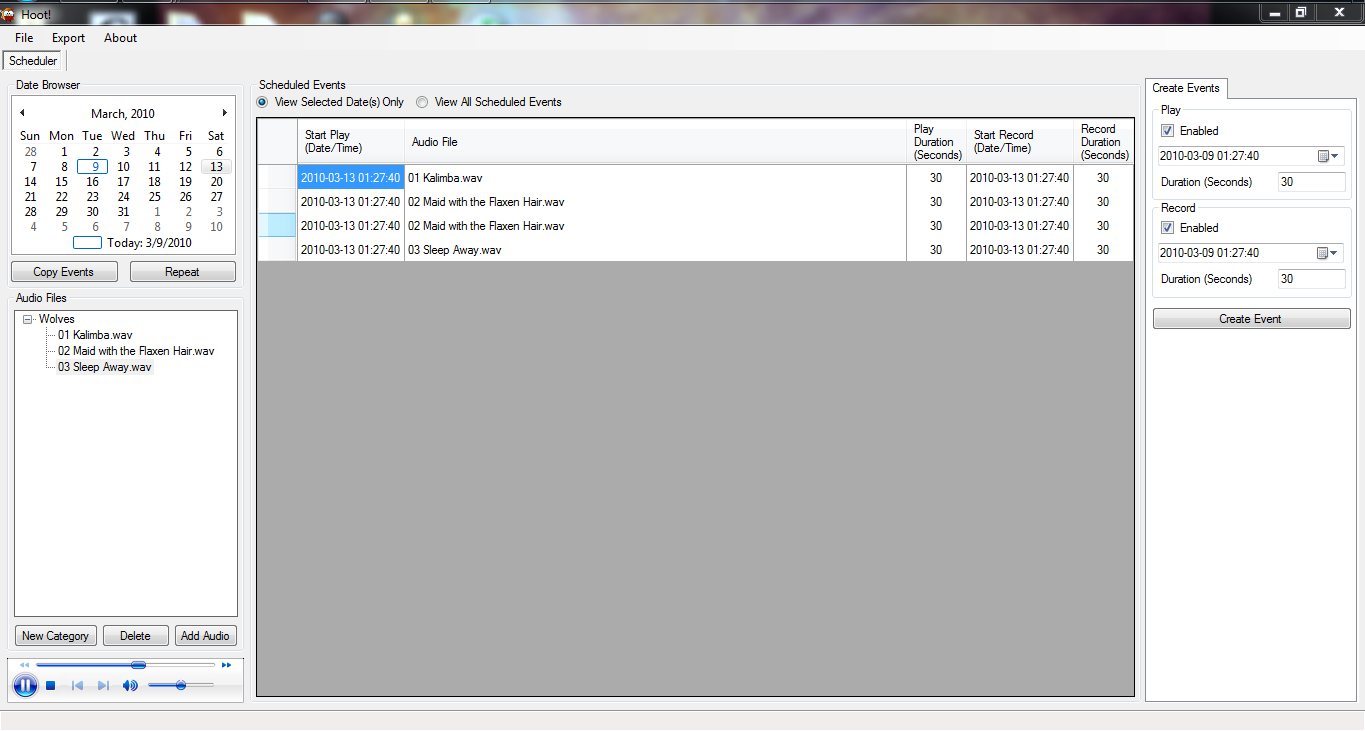 Hoot!
File Export About
Scheduler
Date Browser
March, 2010
Sun Mon Tue Wed Thu Fri Sat
28 1 2 3 4 5 6
7 8 9 10 11 12 13
14 15 16 17 18 19 20
21 22 23 24 25 26 27
28 29 30 31 1 2 3
4 5 6 7 8 9 10
Today: 3/9/2010
Copy Events Repeat
Audio Files
Wolves
01 Kalimba.wav
02 Maid with the Flaxen Hair.wav
03 Sleep Away.wav
New Category Delete Add Audio
Scheduled Events
View Selected Date(s) Only View All Scheduled Events
Start Play (Date/Time) Audio File Play Duration (Seconds) Start Record (Date/Time) Record Duration (Seconds)
2010-03-13 01:27:40 01 Kalimba.wav 30 2010-03-13 01:27:40 30
2010-03-13 01:27:40 02 Maid with the Flaxen Hair.wav 30 2010-03-13 01:27:40 30
2010-03-13 01:27:40 02 Maid with the Flaxen Hair.wav 30 2010-03-13 01:27:40 30
2010-03-13 01:27:40 03 Sleep Away.wav 30 2010-03-13 01:27:40 30
Create Events
Play
Enabled
2010-03-09 01:27:40
Duration (Seconds) 30
Record
Enabled
2010-03-09 01:27:40
Duration (Seconds) 30
Create Event